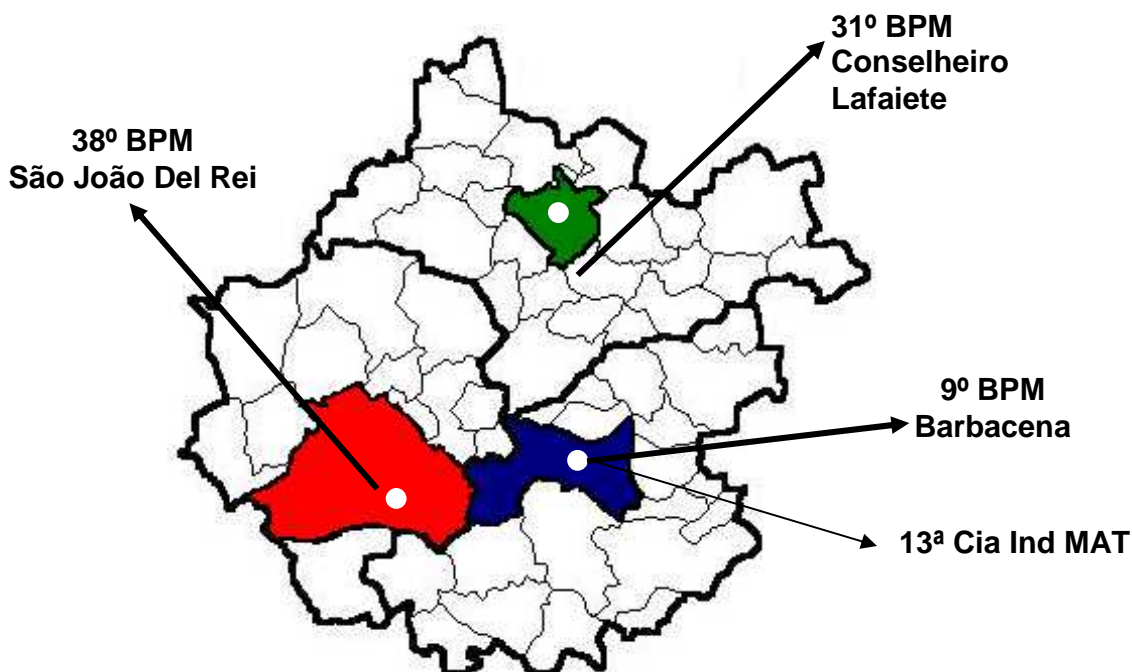 31º BPM
Conselheiro
Lafaiete
38º BPM
São João Del Rei
9º BPM
Barbacena
13ª Cia Ind MAT